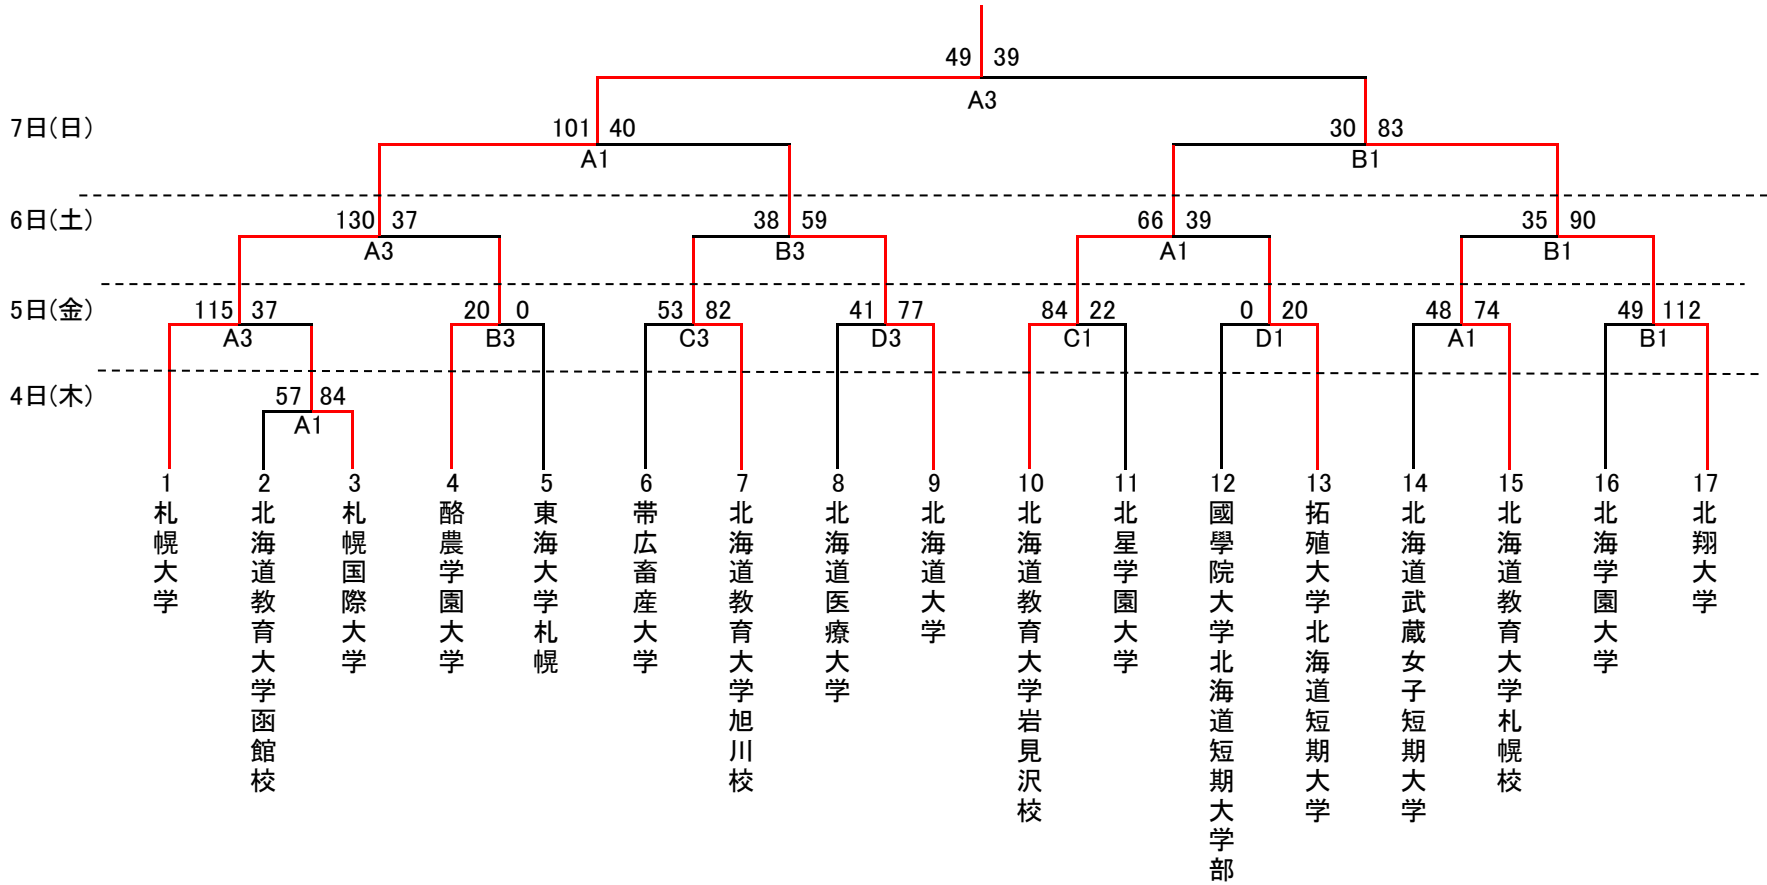 49 39
A3
7日(日)
101 40
A1
30 83
B1
6日(土)
130 37
A3
38 59
B3
66 39
A1
35 90
B1
5日(金)
115 37
A3
20 0
B3
53 82
C3
41 77
D3
84 22
C1
0 20
D1
48 74
A1
49 112
B1
4日(木)
57 84
A1
1
札幌大学
2
北海道教育大学函館校
3
札幌国際大学
4
酪農学園大学
5
東海大学札幌
6
帯広畜産大学
7
北海道教育大学旭川校
8
北海道医療大学
9
北海道大学
10
北海道教育大学岩見沢校
11
北星学園大学
12
國學院大学北海道短期大学部
13
拓殖大学北海道短期大学
14
北海道武蔵女子短期大学
15
北海道教育大学札幌校
16
北海学園大学
17
北翔大学